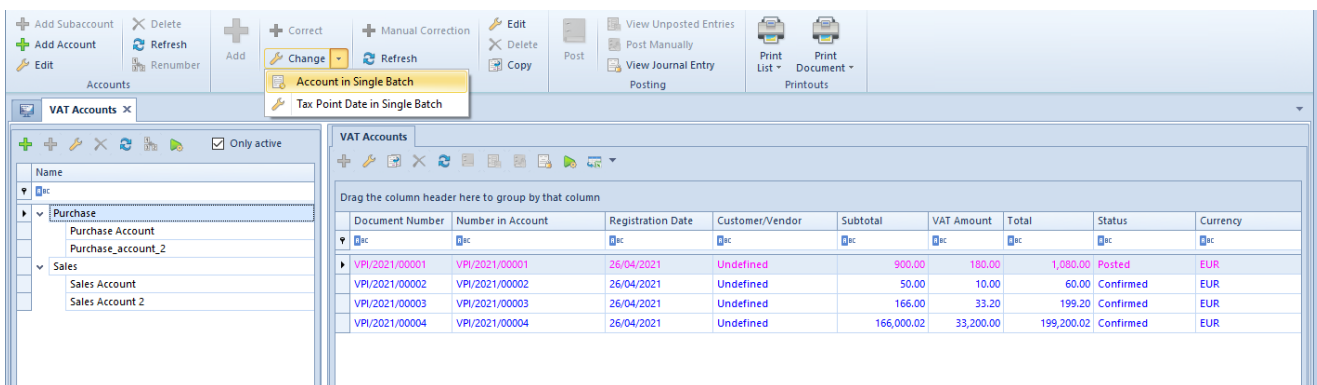 Add Subaccount Delete
Add Account Refresh
Edit Renumber
Accounts
Add
Correct Manual Correction
Change Refresh
Account in Single Batch
Tax Point Date in Single Batch
Edit
Delete
Copy
Post
View Unposted Entries
Post Manually
View Journal Entry
Posting
Print List
Print Document
Printouts
VAT Accounts
Only active
Name
Purchase
Purchase Account
Purchase_account_2
Sales
Sales Account
Sales Account 2
VAT Accounts
Drag the column header here to group by that column
Document Number Number in Account Registration Date Customer/Vendor Subtotal VAT Amount Total Status Currency
VPI/2021/00001 VPI/2021/00001 26/04/2021 Undefined 900.00 180.00 1,080.00 Posted EUR
VPI/2021/00002 VPI/2021/00002 26/04/2021 Undefined 50.00 10.00 60.00 Confirmed EUR
VPI/2021/00003 VPI/2021/00003 26/04/2021 Undefined 166.00 33.20 199.20 Confirmed EUR
VPI/2021/00004 VPI/2021/00004 26/04/2021 Undefined 166,000.02 33,200.00 199,200.02 Confirmed EUR